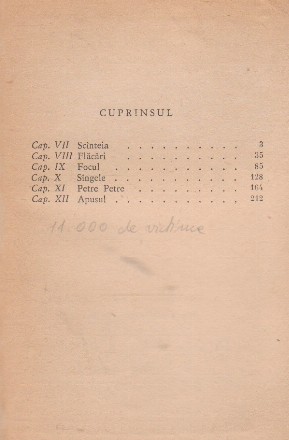 CUPRINSUL
Cap. VII Scînteia . . . . . . . . . . 3
Cap. VIII Flăcări . . . . . . . . . . 35
Cap. IX Focul . . . . . . . . . . 85
Cap. X Sîngele . . . . . . . . . . 128
Cap. XI Petre Petre . . . . . . . . . 164
Cap. XII Apusul . . . . . . . . . . 212
11.000 de victime